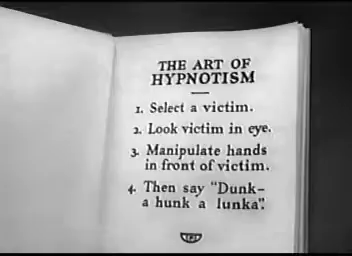 THE ART OF
HYPNOTISM
1. Select a victim.
2. Look victim in eye.
3. Manipulate hands
in front of victim.
4. Then say "Dunk-
a hunk a lunka".